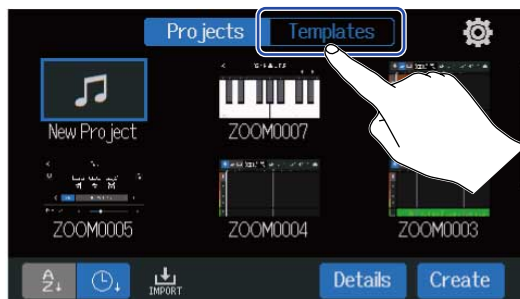 Projects Templates
New Project
ZOOM0007
ZOOM0005
ZOOM0004
ZOOM0003
A
Z
IMPORT
Details
Create